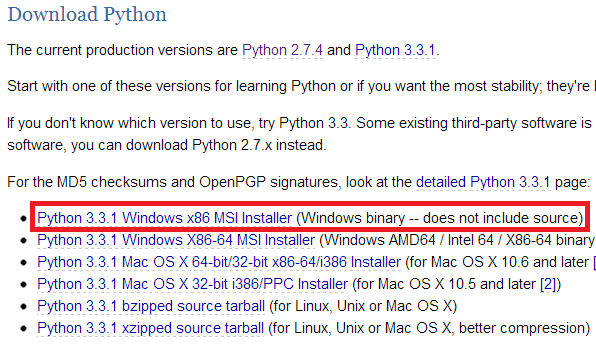 Download Python
The current production versions are Python 2.7.4 and Python 3.3.1.
Start with one of these versions for learning Python or if you want the most stability; they're
If you don't know which version to use, try Python 3.3. Some existing third-party software is
software, you can download Python 2.7.x instead.
For the MD5 checksums and OpenPGP signatures, look at the detailed Python 3.3.1 page:
• Python 3.3.1 Windows x86 MSI Installer (Windows binary -- does not include source)
• Python 3.3.1 Windows X86-64 MSI Installer (Windows AMD64 / Intel 64 / X86-64 binary
• Python 3.3.1 Mac OS X 64-bit/32-bit x86-64/i386 Installer (for Mac OS X 10.6 and later [
• Python 3.3.1 Mac OS X 32-bit i386/PPC Installer (for Mac OS X 10.5 and later [2])
• Python 3.3.1 bzipped source tarball (for Linux, Unix or Mac OS X)
• Python 3.3.1 xzipped source tarball (for Linux, Unix or Mac OS X, better compression)